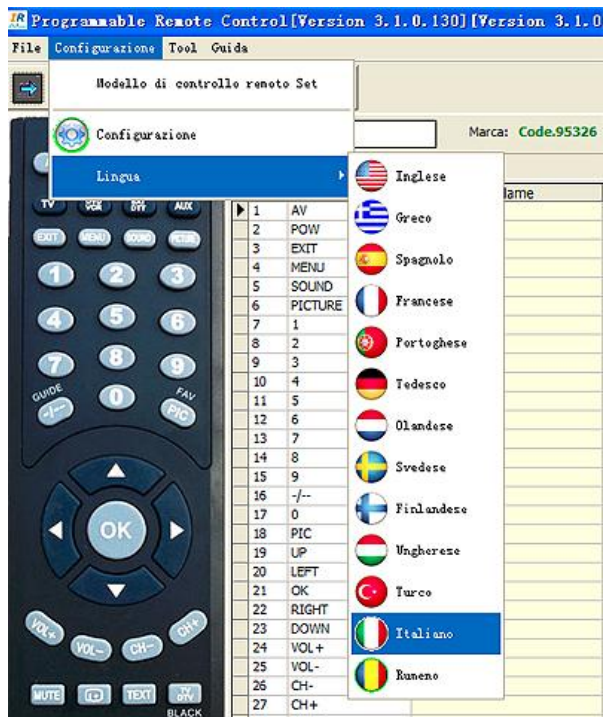 Programmable Remote Control[Version 3.1.0.130][Version 3.1.0
File Configurazione Tool Guida
Modello di controllo remoto Set
Configurazione
Marca: Code.95326
Lingua
Inglese
Greco
Spagnolo
Francese
Portoghese
Tedesco
Olandese
Svedese
Finlandese
Ungherese
Turco
Italiano
Rumeno
1 AV
2 POW
3 EXIT
4 MENU
5 SOUND
6 PICTURE
7 1
8 2
9 3
10 4
11 5
12 6
13 7
14 8
15 9
16 -/--
17 0
18 PIC
19 UP
20 LEFT
21 OK
22 RIGHT
23 DOWN
24 VOL+
25 VOL-
26 CH-
27 CH+
TV AUX
EXIT MENU SOUND PICTURE
1 2 3
4 5 6
7 8 9
GUIDE 0 FAV
-/-- PIC
OK
VOL+ VOL- CH- CH+
MUTE TEXT TV DTV
BLACK